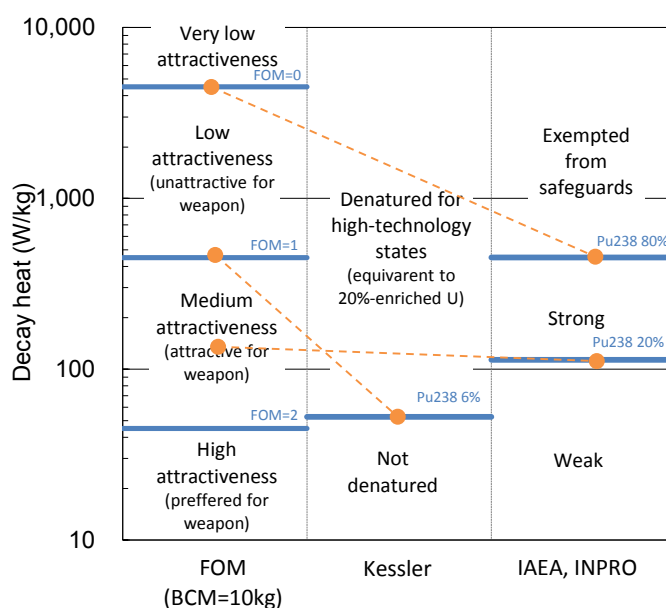 10,000
1,000
100
10
Decay heat (W/kg)
Very low
attractiveness
FOM=0
Low
attractiveness
(unattractive for
weapon)
FOM=1
Medium
attractiveness
(attractive for
weapon)
FOM=2
High
attractiveness
(preffered for
weapon)
Denatured for
high-technology
states
(equivarent to
20%-enriched U)
Pu238 6%
Not
denatured
Exempted
from
safeguards
Pu238 80%
Strong
Pu238 20%
Weak
FOM
(BCM=10kg)
Kessler
IAEA, INPRO